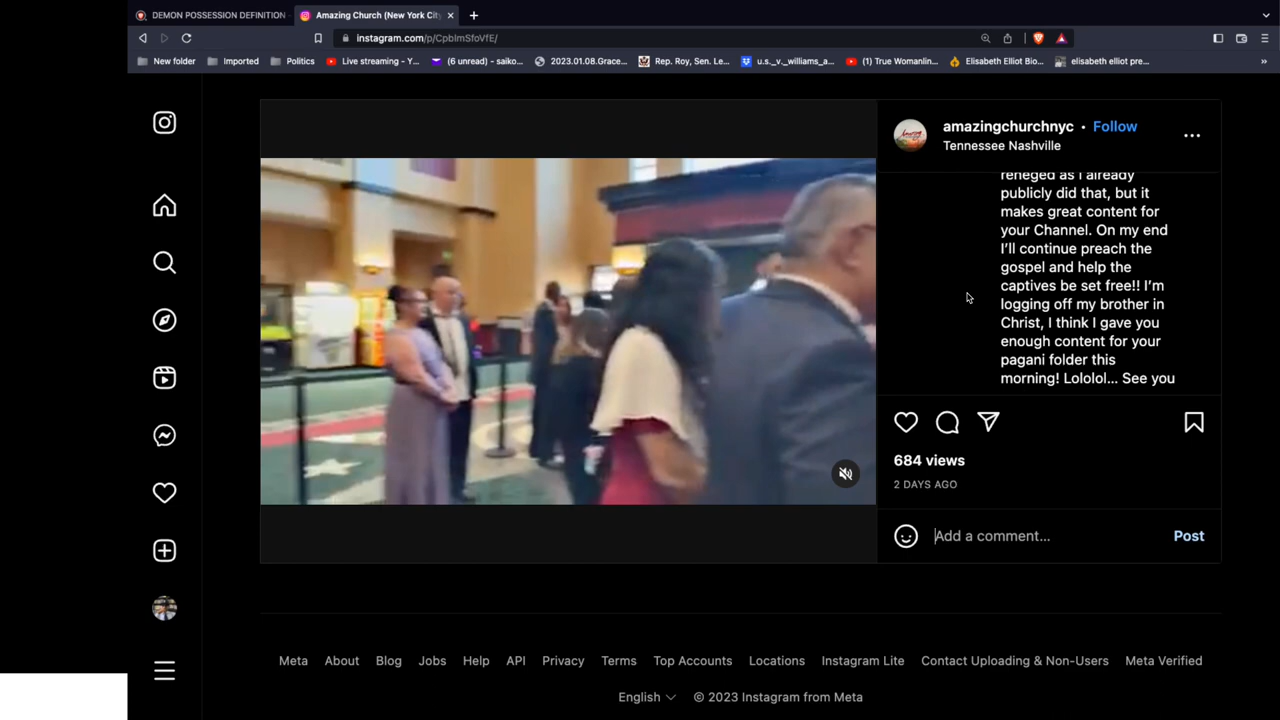 DEMON POSSESSION DEFINITION
Amazing Church (New York City
instagram.com/p/CpbImSfoVfE/
New folder
Imported
Politics
Live streaming - Y...
(6 unread) - saiko...
2023.01.08.Grace...
Rep. Roy, Sen. Le...
u.s._v._williams_a...
(1) True Womanlin...
Elisabeth Elliot Bio...
elisabeth elliot pre...
»
amazingchurchnyc • Follow
Tennessee Nashville
reneged as I already
publicly did that, but it
makes great content for
your Channel. On my end
I'll continue preach the
gospel and help the
captives be set free!! I'm
logging off my brother in
Christ, I think I gave you
enough content for your
pagani folder this
morning! Lololol... See you
684 views
2 DAYS AGO
Add a comment...
Post
Meta
About
Blog
Jobs
Help
API
Privacy
Terms
Top Accounts
Locations
Instagram Lite
Contact Uploading & Non-Users
Meta Verified
English
© 2023 Instagram from Meta